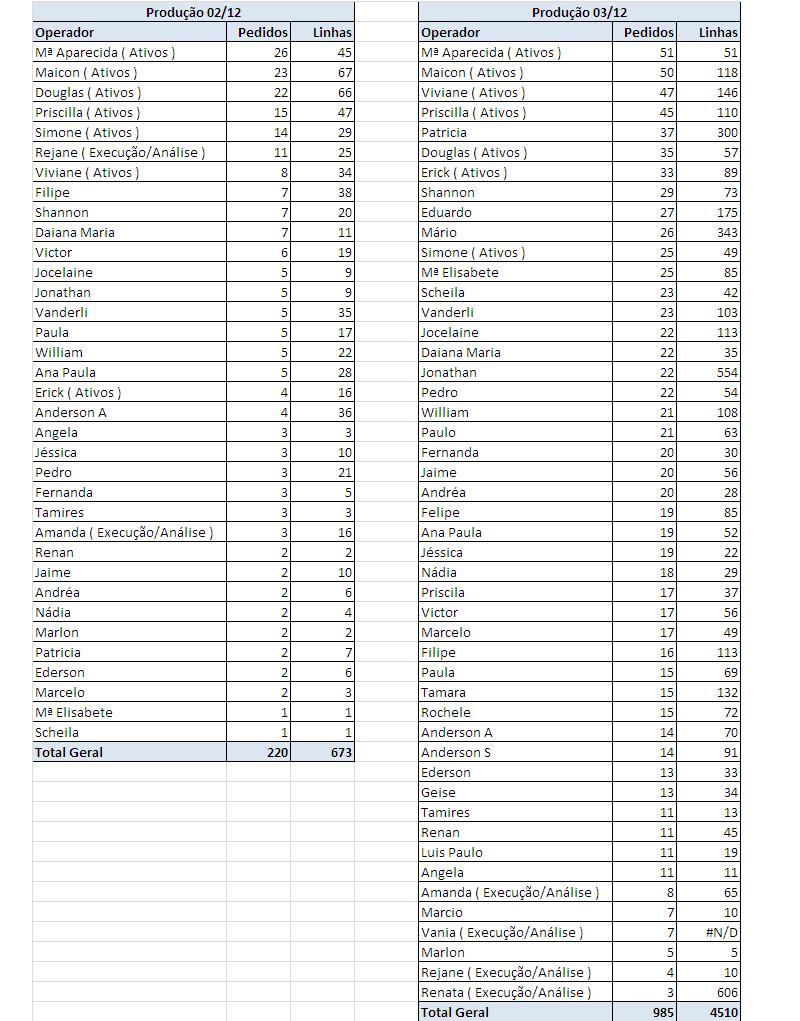 Produção 02/12
Operador Pedidos Linhas
Mª Aparecida ( Ativos ) 26 45
Maicon ( Ativos ) 23 67
Douglas ( Ativos ) 22 66
Priscilla ( Ativos ) 15 47
Simone ( Ativos ) 14 29
Rejane ( Execução/Análise ) 11 25
Viviane ( Ativos ) 8 34
Filipe 7 38
Shannon 7 20
Daiana Maria 7 11
Victor 6 19
Jocelaine 5 9
Jonathan 5 9
Vanderli 5 35
Paula 5 17
William 5 22
Ana Paula 5 28
Erick ( Ativos ) 4 16
Anderson A 4 36
Angela 3 3
Jéssica 3 10
Pedro 3 21
Fernanda 3 5
Tamires 3 3
Amanda ( Execução/Análise ) 3 16
Renan 2 2
Jaime 2 10
Andréa 2 6
Nádia 2 4
Marlon 2 2
Patricia 2 7
Ederson 2 6
Marcelo 2 3
Mª Elisabete 1 1
Scheila 1 1
Total Geral 220 673
Produção 03/12
Operador Pedidos Linhas
Mª Aparecida ( Ativos ) 51 51
Maicon ( Ativos ) 50 118
Viviane ( Ativos ) 47 146
Priscilla ( Ativos ) 45 110
Patricia 37 300
Douglas ( Ativos ) 35 57
Erick ( Ativos ) 33 89
Shannon 29 73
Eduardo 27 175
Mário 26 343
Simone ( Ativos ) 25 49
Mª Elisabete 25 85
Scheila 23 42
Vanderli 23 103
Jocelaine 22 113
Daiana Maria 22 35
Jonathan 22 554
Pedro 22 54
William 21 108
Paulo 21 63
Fernanda 20 30
Jaime 20 56
Andréa 20 28
Felipe 19 85
Ana Paula 19 52
Jéssica 19 22
Nádia 18 29
Priscila 17 37
Victor 17 56
Marcelo 17 49
Filipe 16 113
Paula 15 69
Tamara 15 132
Rochele 15 72
Anderson A 14 70
Anderson S 14 91
Ederson 13 33
Geise 13 34
Tamires 11 13
Renan 11 45
Luis Paulo 11 19
Angela 11 11
Amanda ( Execução/Análise ) 8 65
Marcio 7 10
Vania ( Execução/Análise ) 7 #N/D
Marlon 5 5
Rejane ( Execução/Análise ) 4 10
Renata ( Execução/Análise ) 3 606
Total Geral 985 4510